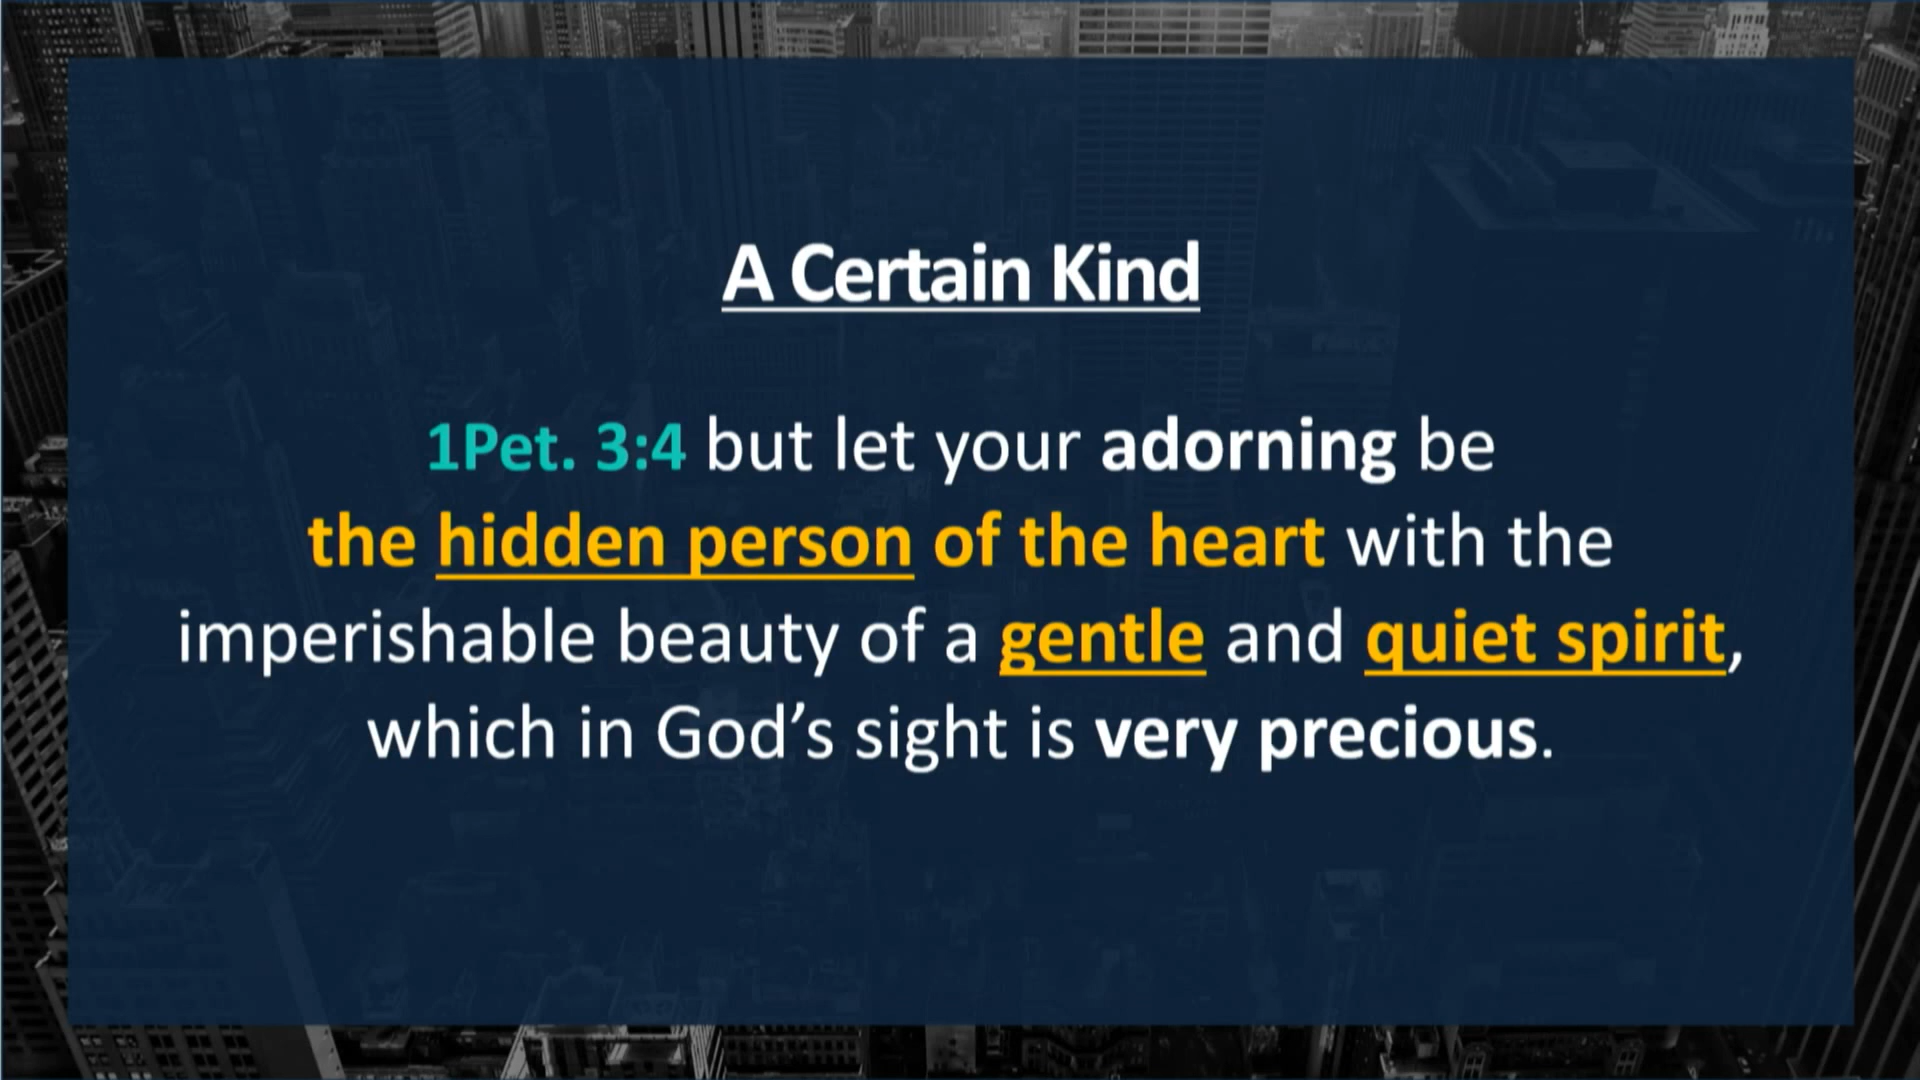 A Certain Kind
1Pet. 3:4 but let your adorning be
the hidden person of the heart with the
imperishable beauty of a gentle and quiet spirit,
which in God’s sight is very precious.